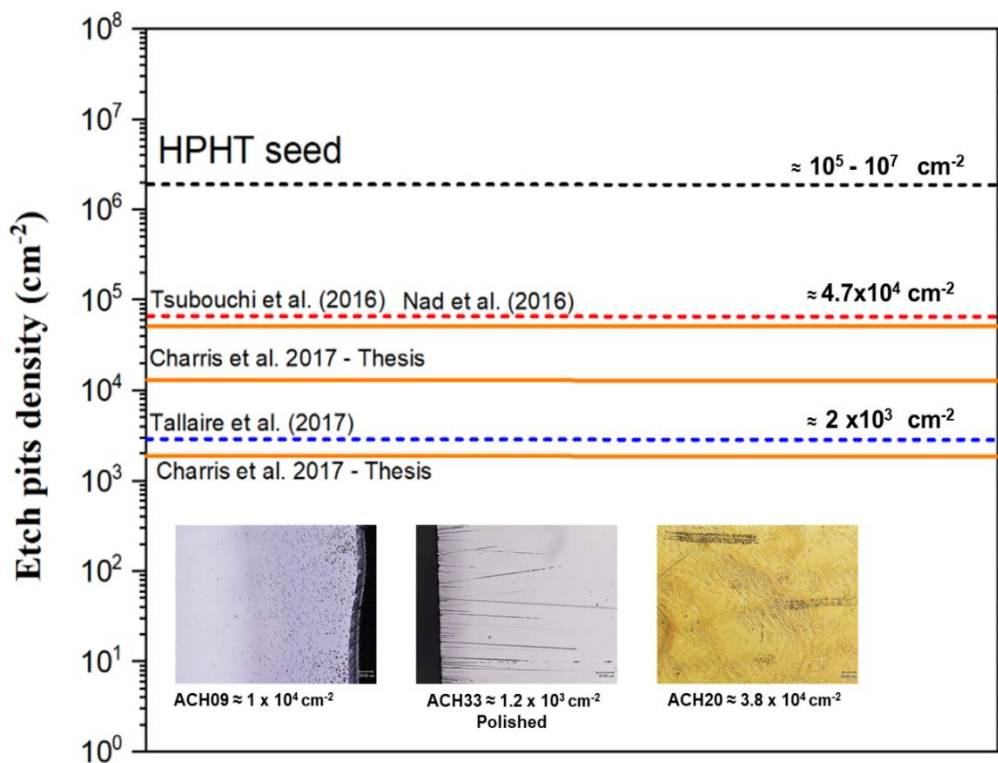 Etch pits density (cm⁻²)
10⁸
10⁷
10⁶
10⁵
10⁴
10³
10²
10¹
10⁰
HPHT seed
≈ 10⁵ - 10⁷ cm⁻²
Tsubouchi et al. (2016) Nad et al. (2016)
≈ 4.7x10⁴ cm⁻²
Charris et al. 2017 - Thesis
Tallaire et al. (2017)
≈ 2 x10³ cm⁻²
Charris et al. 2017 - Thesis
ACH09 ≈ 1 x 10⁴ cm⁻²
ACH33 ≈ 1.2 x 10³ cm⁻²
Polished
ACH20 ≈ 3.8 x 10⁴ cm⁻²